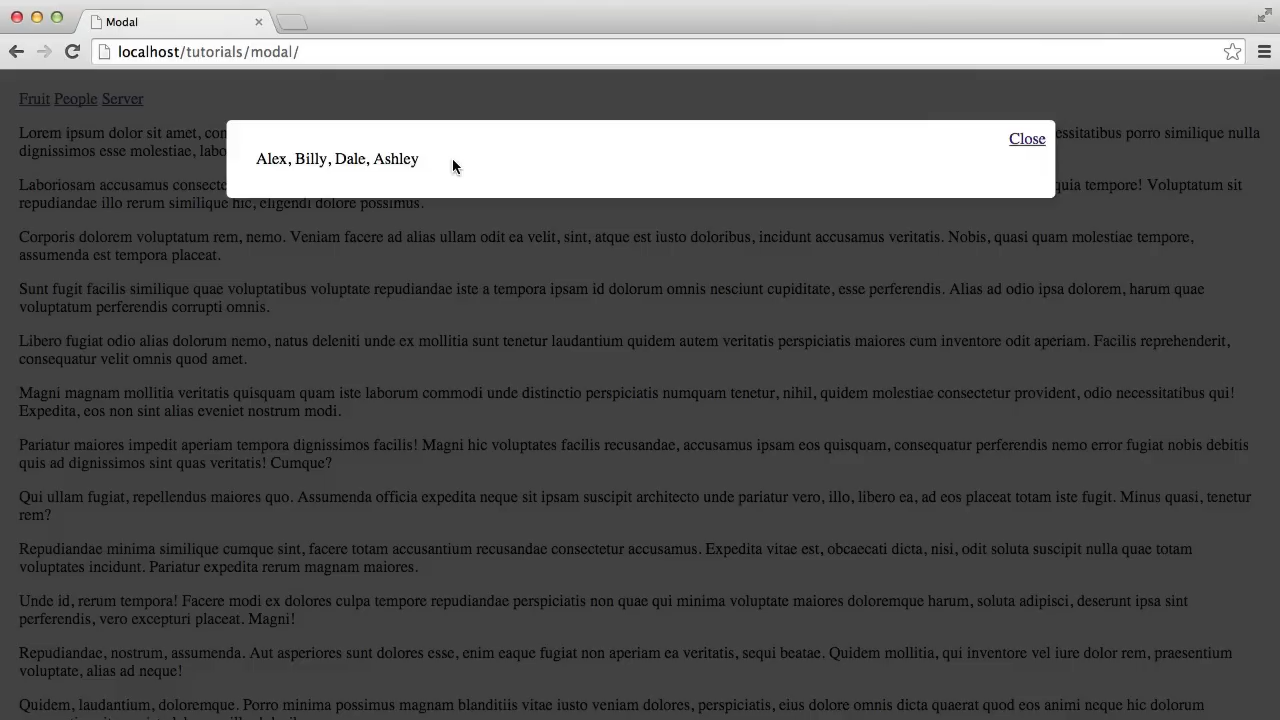 Modal
localhost/tutorials/modal/
Fruit People Server
Lorem ipsum dolor sit amet, con
essitatibus porro similique nulla
dignissimos esse molestiae, labo
Close
Alex, Billy, Dale, Ashley
Laboriosam accusamus consecte
quia tempore! Voluptatum sit
repudiandae illo rerum similique hic, eligendi dolore possimus.
Corporis dolorem voluptatum rem, nemo. Veniam facere ad alias ullam odit ea velit, sint, atque est iusto doloribus, incidunt accusamus veritatis. Nobis, quasi quam molestiae tempore,
assumenda est tempora placeat.
Sunt fugit facilis similique quae voluptatibus voluptate repudiandae iste a tempora ipsam id dolorum omnis nesciunt cupiditate, esse perferendis. Alias ad odio ipsa dolorem, harum quae
voluptatum perferendis corrupti omnis.
Libero fugiat odio alias dolorum nemo, natus deleniti unde ex mollitia sunt tenetur laudantium quidem autem veritatis perspiciatis maiores cum inventore odit aperiam. Facilis reprehenderit,
consequatur velit omnis quod amet.
Magni magnam mollitia veritatis quisquam quam iste laborum commodi unde distinctio perspiciatis numquam tenetur, nihil, quidem molestiae consectetur provident, odio necessitatibus qui!
Expedita, eos non sint alias eveniet nostrum modi.
Pariatur maiores impedit aperiam tempora dignissimos facilis! Magni hic voluptates facilis recusandae, accusamus ipsam eos quisquam, consequatur perferendis nemo error fugiat nobis debitis
quis ad dignissimos sint quas veritatis! Cumque?
Qui ullam fugiat, repellendus maiores quo. Assumenda officia expedita neque sit ipsam suscipit architecto unde pariatur vero, illo, libero ea, ad eos placeat totam iste fugit. Minus quasi, tenetur
rem?
Repudiandae minima similique cumque sint, facere totam accusantium recusandae consectetur accusamus. Expedita vitae est, obcaecati dicta, nisi, odit soluta suscipit nulla quae totam
voluptates incidunt. Pariatur expedita rerum magnam maiores.
Unde id, rerum tempora! Facere modi ex dolores culpa tempore repudiandae perspiciatis non quae qui minima voluptate maiores doloremque harum, soluta adipisci, deserunt ipsa sint
perferendis, vero excepturi placeat. Magni!
Repudiandae, nostrum, assumenda. Aut asperiores sunt dolores esse, enim eaque fugiat non aperiam ea veritatis, sequi beatae. Quidem mollitia, qui inventore vel iure dolor rem, praesentium
voluptate, alias ad neque!
Quidem, laudantium, doloremque. Porro minima possimus magnam blanditiis vitae iusto veniam dolores, perspiciatis, eius dolore omnis dicta quaerat quod eos animi neque hic dolorum